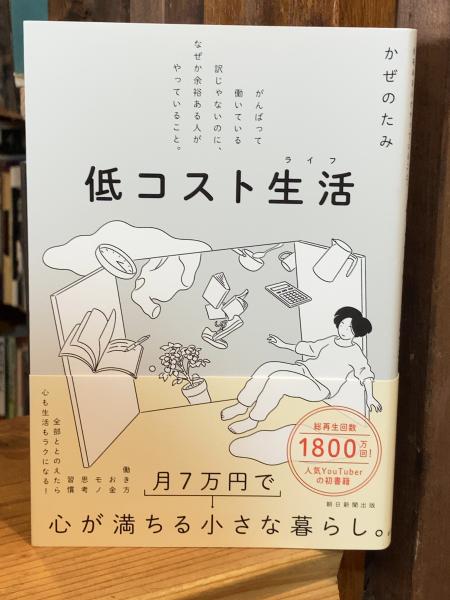 かぜのたみ
がんばって
働いている
訳じゃないのに、
なぜか余裕ある人が
やっていること。
ライフ
低コスト生活
総再生回数
1800万回！
人気YouTuber
の初書籍
働き方
お金
モノ
思考
習慣
全部ととのえたら
心も生活もラクになる！
月7万円で
心が満ちる小さな暮らし。
朝日新聞出版